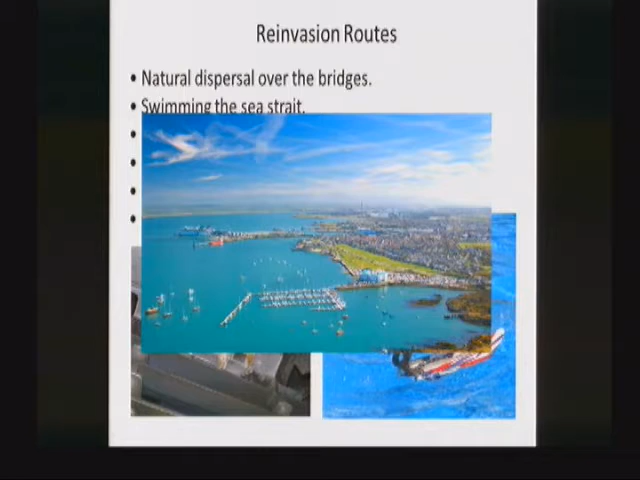 Reinvasion Routes
• Natural dispersal over the bridges.
• Swimming the sea strait.
•
•
•
•